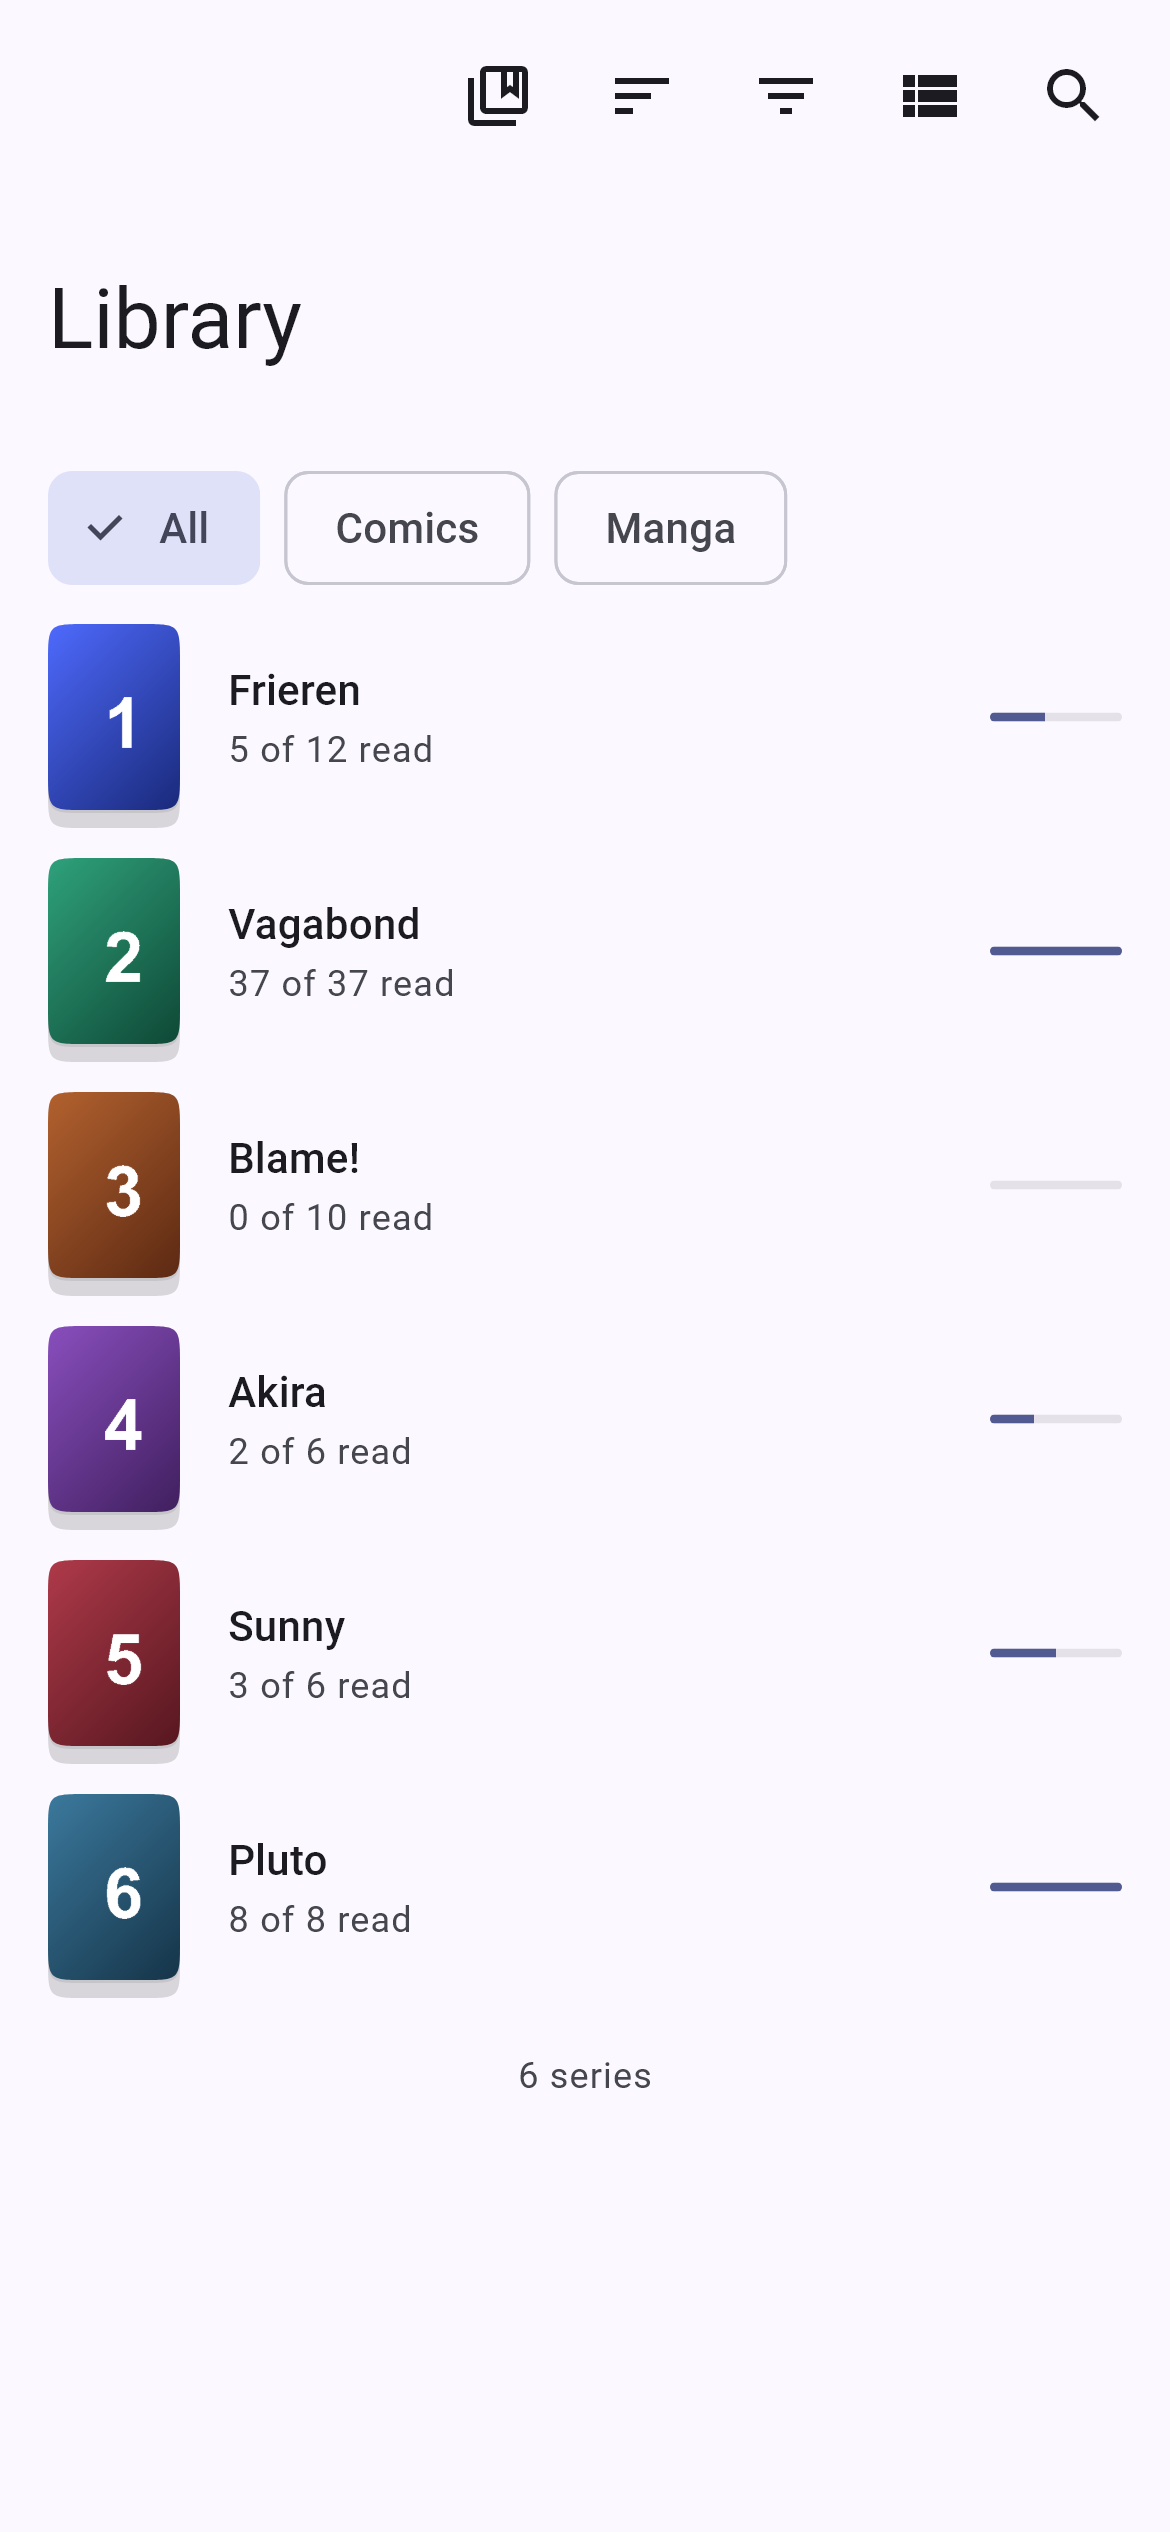 Library
All
Comics
Manga
1
Frieren
5 of 12 read
2
Vagabond
37 of 37 read
3
Blame!
0 of 10 read
4
Akira
2 of 6 read
5
Sunny
3 of 6 read
6
Pluto
8 of 8 read
6 series